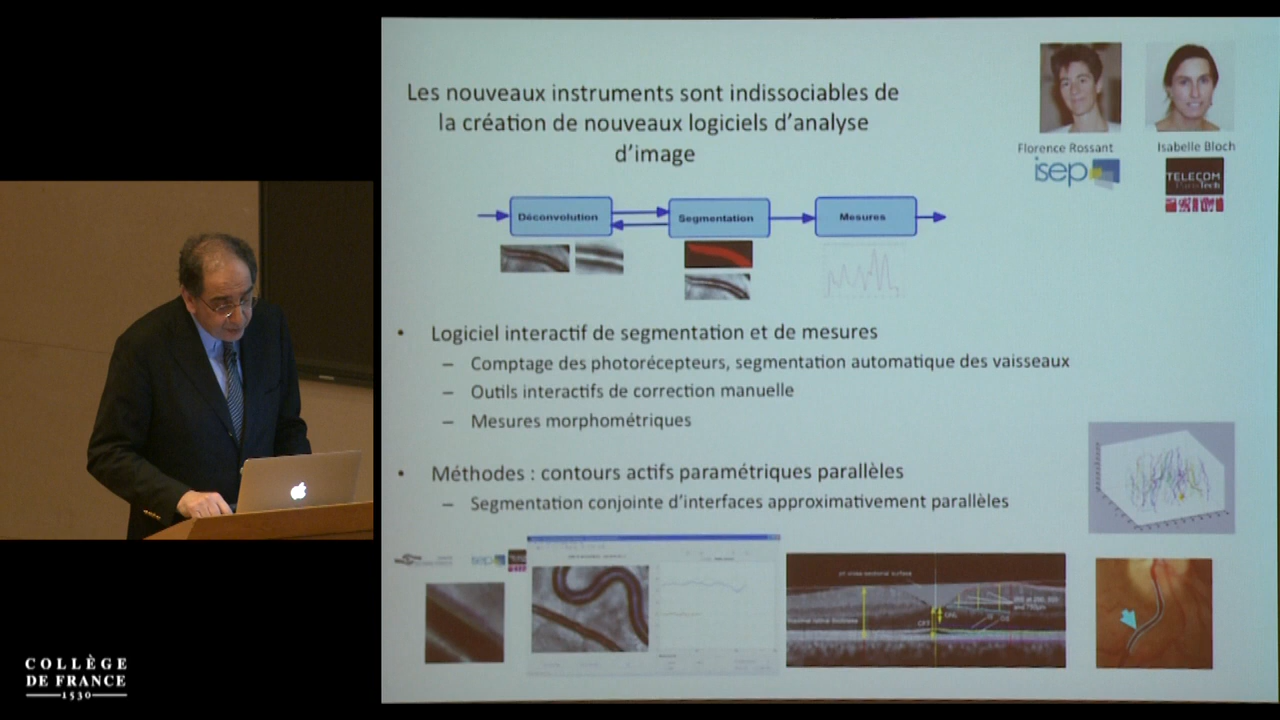 Les nouveaux instruments sont indissociables de
la création de nouveaux logiciels d'analyse
d'image
Florence Rossant
Isabelle Bloch
isep
TELECOM
ParisTech
Déconvolution
Segmentation
Mesures
• Logiciel interactif de segmentation et de mesures
– Comptage des photorécepteurs, segmentation automatique des vaisseaux
– Outils interactifs de correction manuelle
– Mesures morphométriques
• Méthodes : contours actifs paramétriques parallèles
– Segmentation conjointe d'interfaces approximativement parallèles
isep
COLLÈGE
DE FRANCE
1530